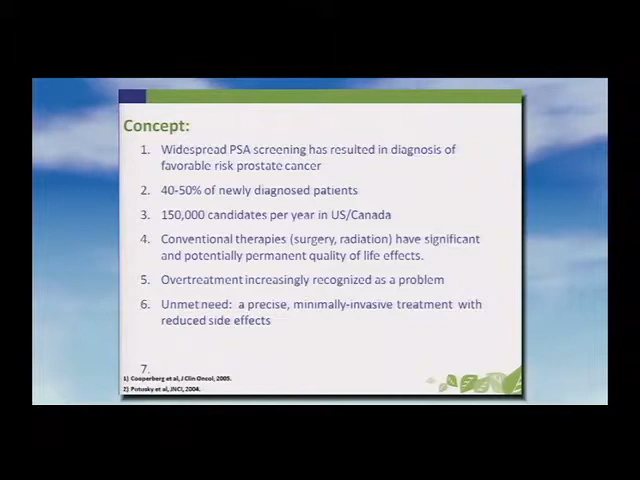 Concept:
1. Widespread PSA screening has resulted in diagnosis of
favorable risk prostate cancer
2. 40-50% of newly diagnosed patients
3. 150,000 candidates per year in US/Canada
4. Conventional therapies (surgery, radiation) have significant
and potentially permanent quality of life effects.
5. Overtreatment increasingly recognized as a problem
6. Unmet need: a precise, minimally-invasive treatment with
reduced side effects
7.
1) Cooperberg et al, J Clin Oncol, 2005.
2) Potosky et al, JNCI, 2004.